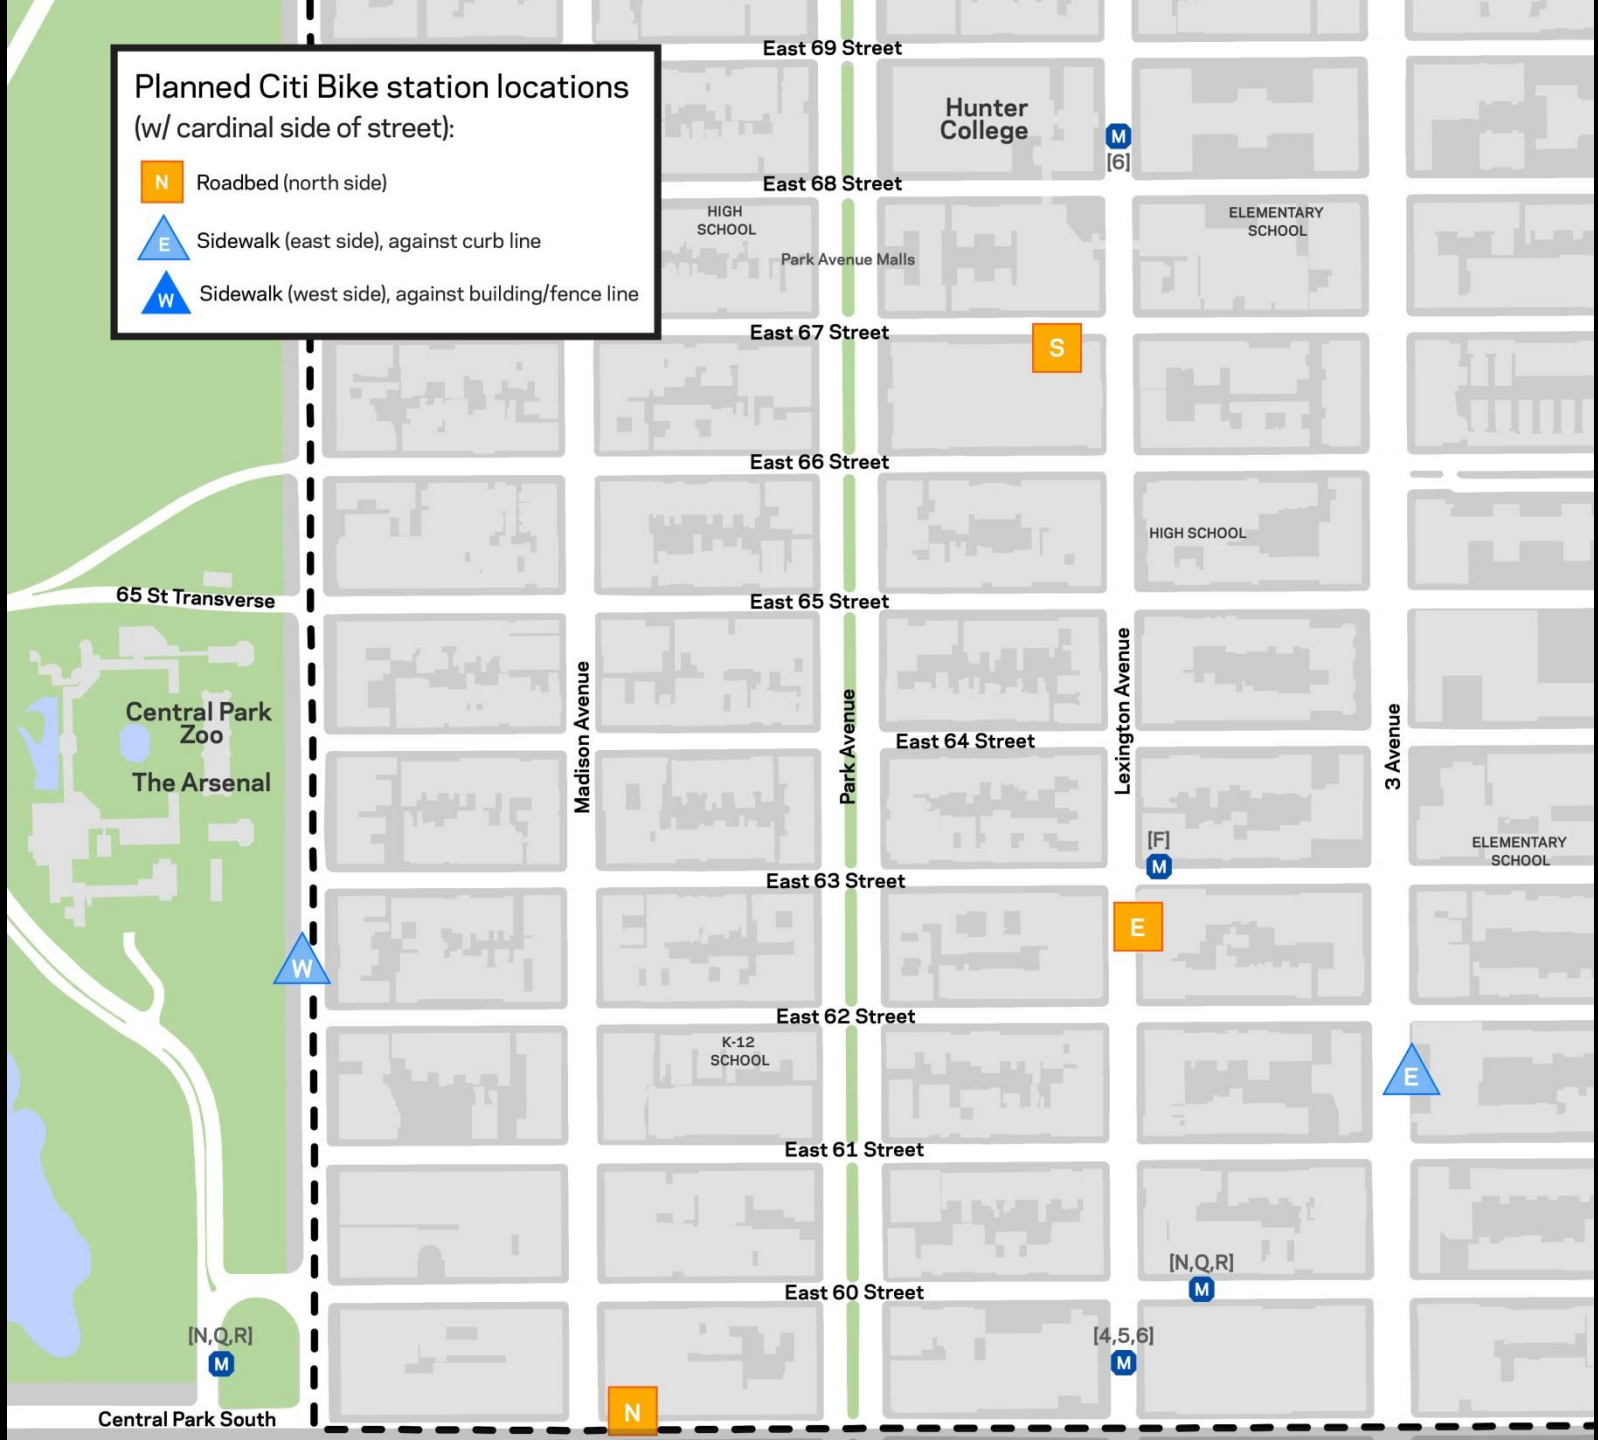 Planned Citi Bike station locations
(w/ cardinal side of street):
N Roadbed (north side)
E Sidewalk (east side), against curb line
W Sidewalk (west side), against building/fence line
East 69 Street
Hunter
College
M
[6]
East 68 Street
HIGH
SCHOOL
ELEMENTARY
SCHOOL
Park Avenue Malls
East 67 Street
S
East 66 Street
HIGH SCHOOL
65 St Transverse
East 65 Street
Central Park
Zoo
The Arsenal
Madison Avenue
Park Avenue
East 64 Street
Lexington Avenue
3 Avenue
[F]
M
ELEMENTARY
SCHOOL
East 63 Street
E
W
East 62 Street
K-12
SCHOOL
E
East 61 Street
[N,Q,R]
M
East 60 Street
[N,Q,R]
M
[4,5,6]
M
N
Central Park South